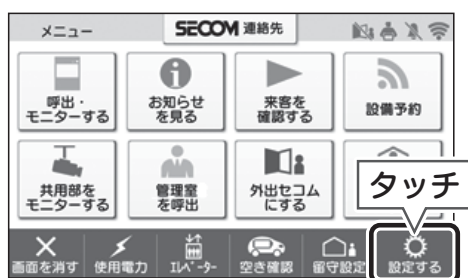 メニュー
SECOM 連絡先
呼出・
モニターする
お知らせ
を見る
来客を
確認する
設備予約
共用部を
モニターする
管理室
を呼出
外出セコム
にする
タッチ
画面を消す
使用電力
エレベーター
空き確認
留守設定
設定する